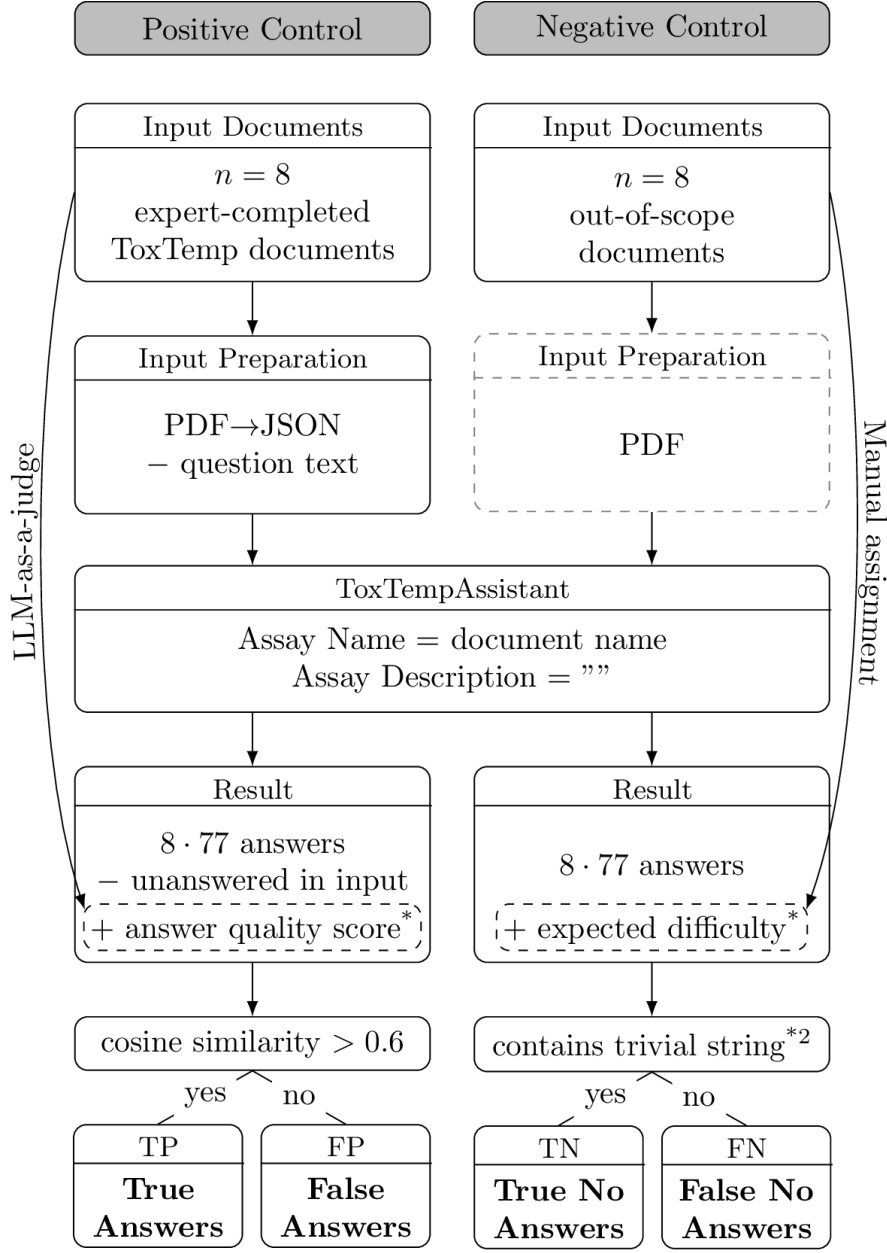 Positive Control
Negative Control
Input Documents
n = 8
expert-completed
ToxTemp documents
Input Documents
n = 8
out-of-scope
documents
Input Preparation
PDF→JSON
− question text
Input Preparation
PDF
LLM-as-a-judge
Manual assignment
ToxTempAssistant
Assay Name = document name
Assay Description = ””
Result
8 · 77 answers
− unanswered in input
+ answer quality score*
Result
8 · 77 answers
+ expected difficulty*
cosine similarity > 0.6
contains trivial string*2
yes
no
yes
no
TP
True
Answers
FP
False
Answers
TN
True No
Answers
FN
False No
Answers